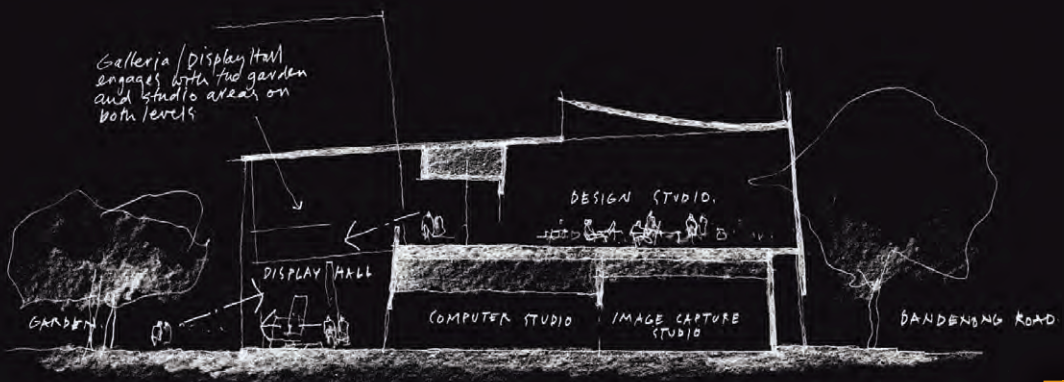 Galleria / Display Hall
engages with the garden
and studio areas on
both levels
DESIGN STUDIO.
DISPLAY HALL
GARDEN.
COMPUTER STUDIO
IMAGE CAPTURE
STUDIO
DANDENONG ROAD